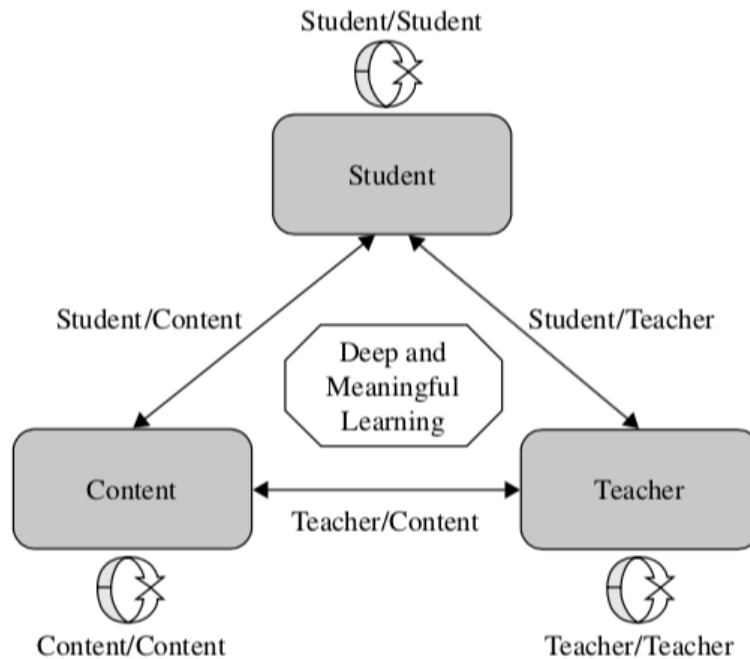 Student/Student
Student
Student/Content
Student/Teacher
Deep and
Meaningful
Learning
Content
Teacher
Teacher/Content
Content/Content
Teacher/Teacher